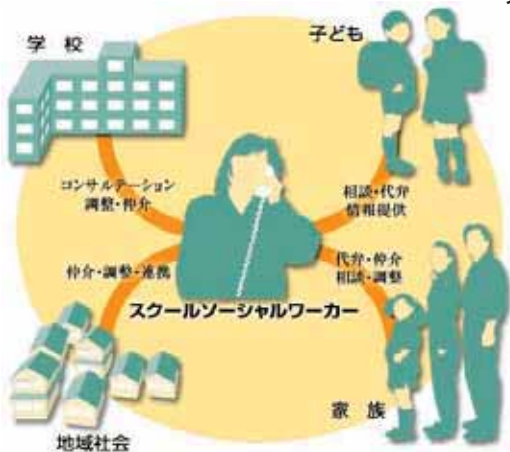 学校
子ども
コンサルテーション
調整・仲介
相談・代弁
情報提供
仲介・調整・連携
代弁・仲介
相談・調整
スクールソーシャルワーカー
地域社会
家族